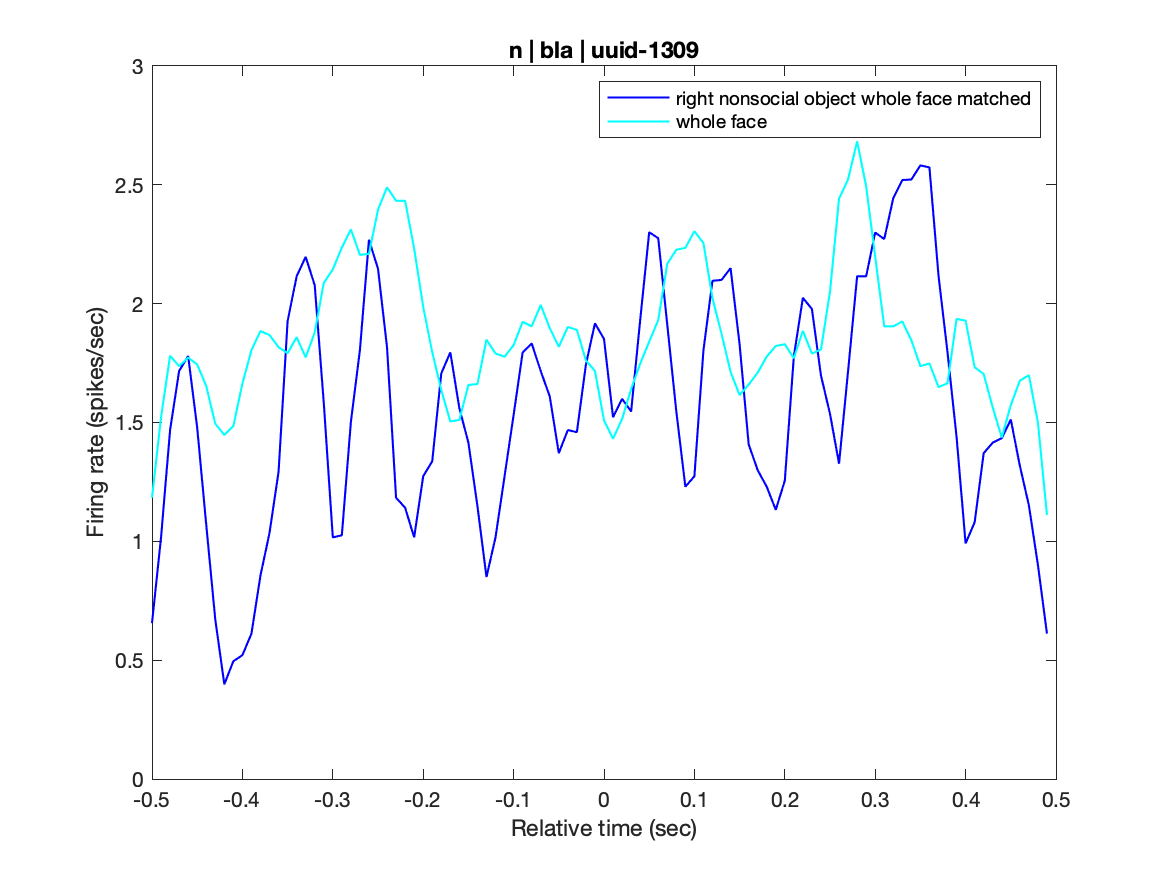 n | bla | uuid-1309
right nonsocial object whole face matched
whole face
3
2.5
2
1.5
1
0.5
0
Firing rate (spikes/sec)
-0.5 -0.4 -0.3 -0.2 -0.1 0 0.1 0.2 0.3 0.4 0.5
Relative time (sec)